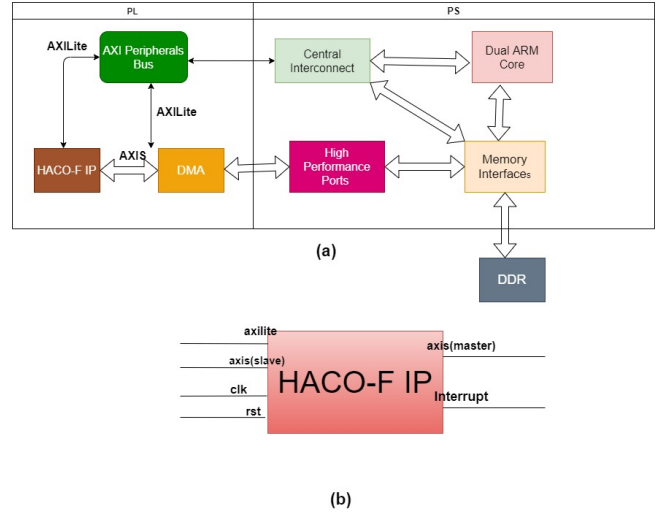 PL
PS
AXILite
AXI Peripherals
Bus
Central
Interconnect
Dual ARM
Core
AXILite
HACO-F IP
AXIS
DMA
High
Performance
Ports
Memory
Interfaces
(a)
DDR
axilite
axis(slave)
clk
rst
HACO-F IP
axis(master)
Interrupt
(b)